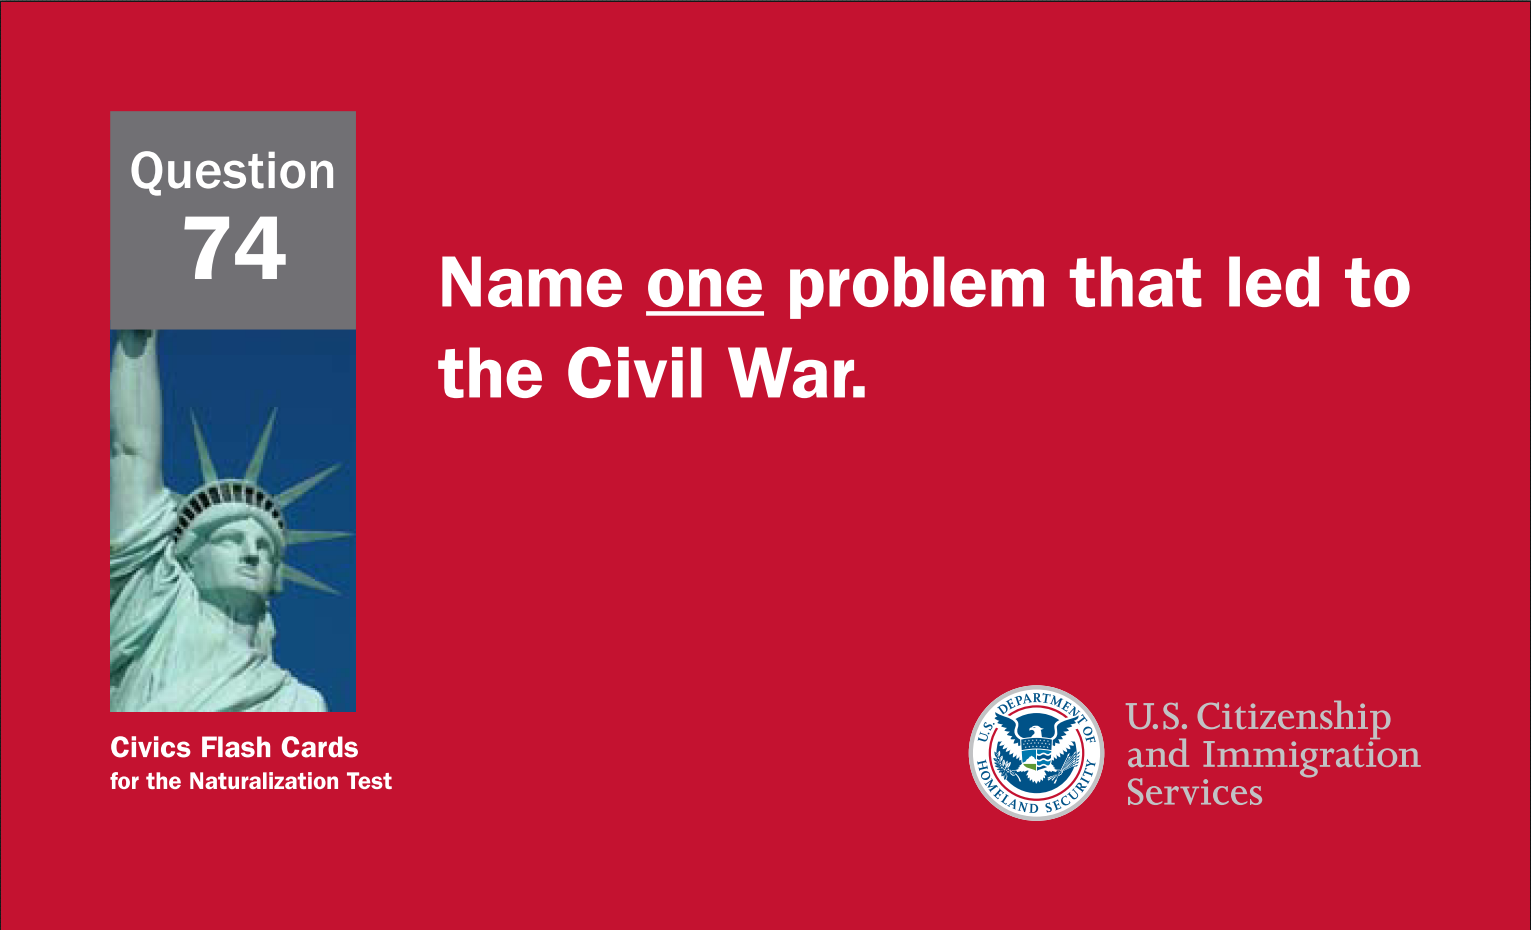 Question
74
Name one problem that led to
the Civil War.
Civics Flash Cards
for the Naturalization Test
U.S. DEPARTMENT OF
HOMELAND SECURITY
U.S. Citizenship
and Immigration
Services